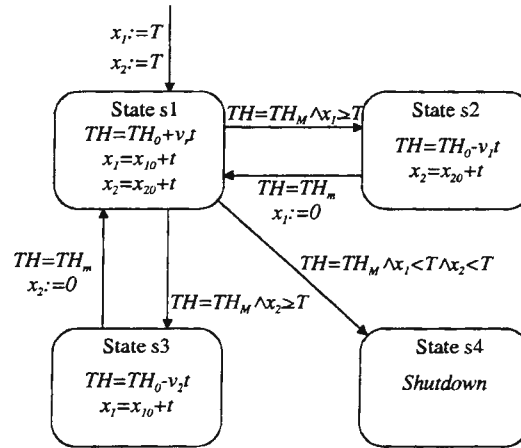 x₁:=T
x₂:=T
State s1
TH=TH₀+vᵣt
x₁=x₁₀+t
x₂=x₂₀+t
TH=TH_M ∧x₁≥T
State s2
TH=TH₀-v₁t
x₂=x₂₀+t
TH=TH_m
x₁:=0
TH=TH_m
x₂:=0
TH=TH_M ∧x₁<T∧x₂<T
TH=TH_M ∧x₂≥T
State s3
TH=TH₀-v₂t
x₁=x₁₀+t
State s4
Shutdown